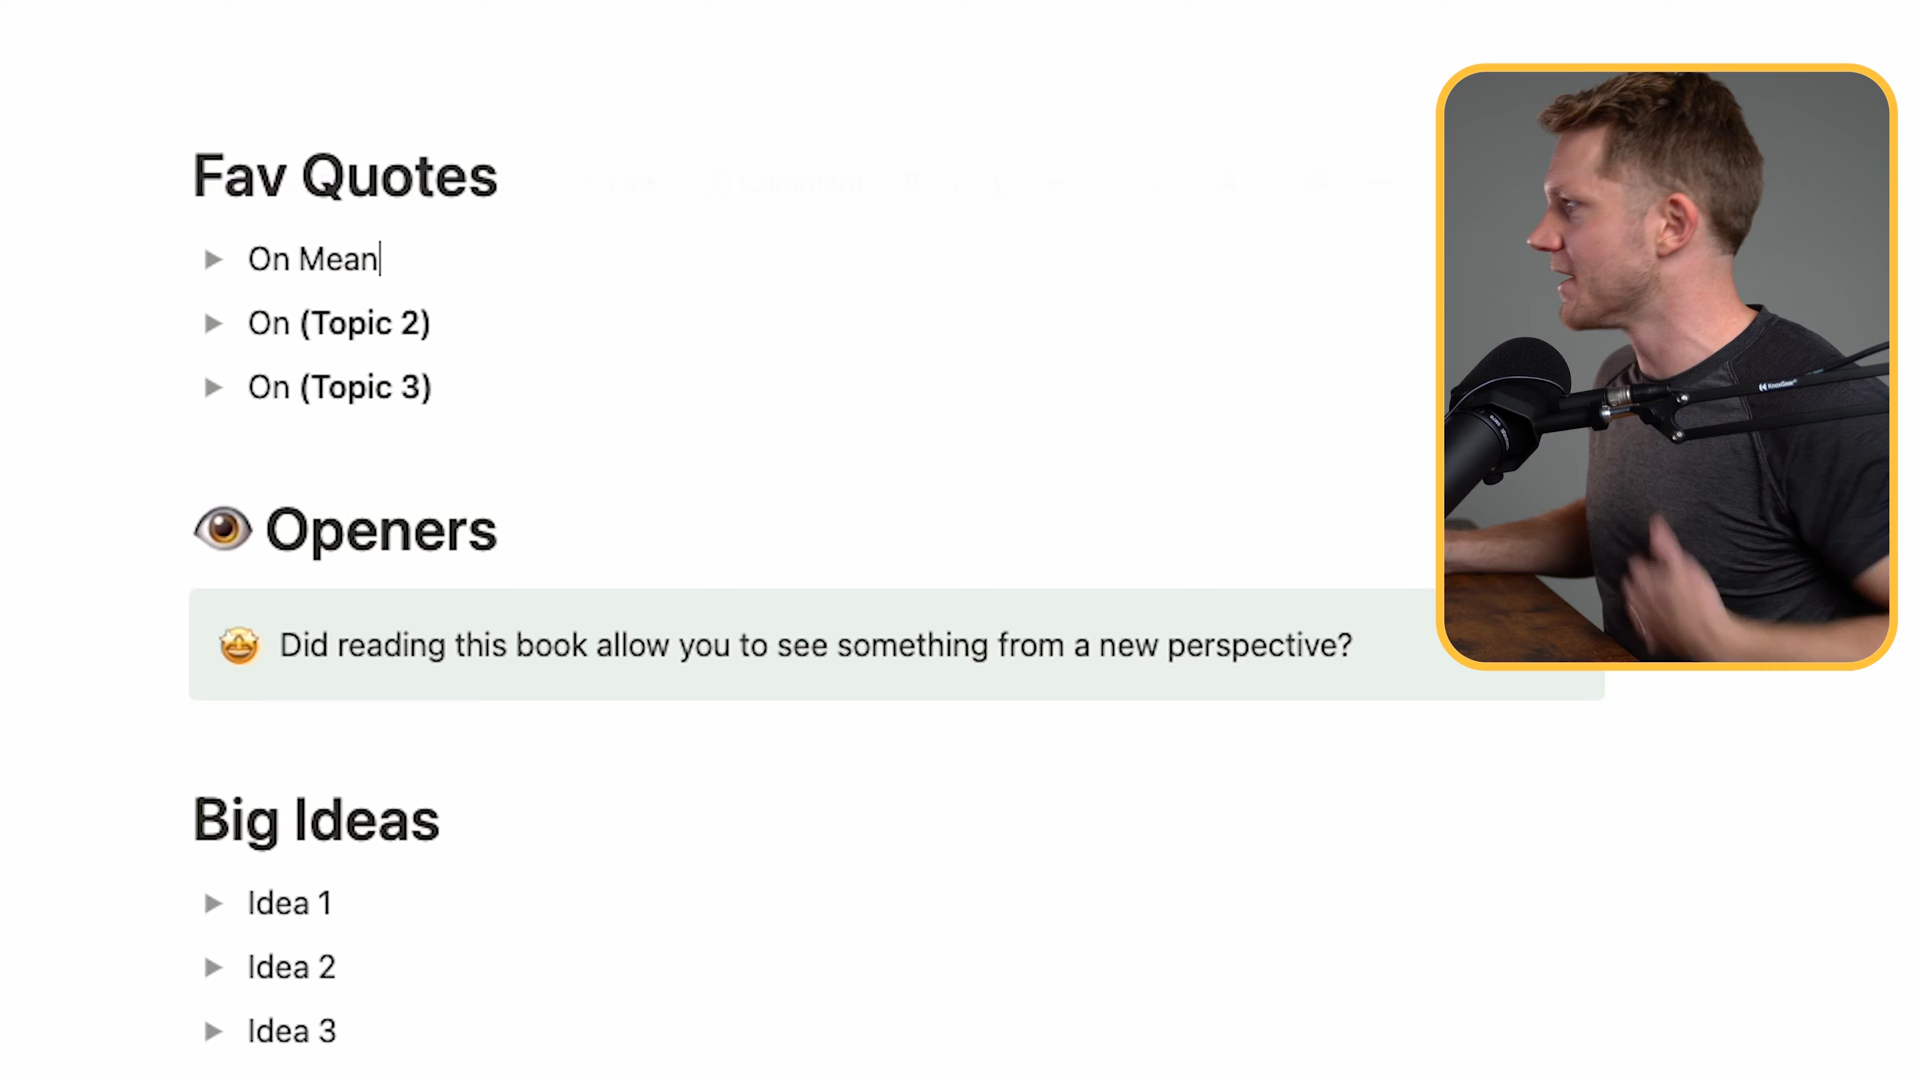 Fav Quotes
On Mean
On (Topic 2)
On (Topic 3)
👁️ Openers
🤩 Did reading this book allow you to see something from a new perspective?
Big Ideas
Idea 1
Idea 2
Idea 3